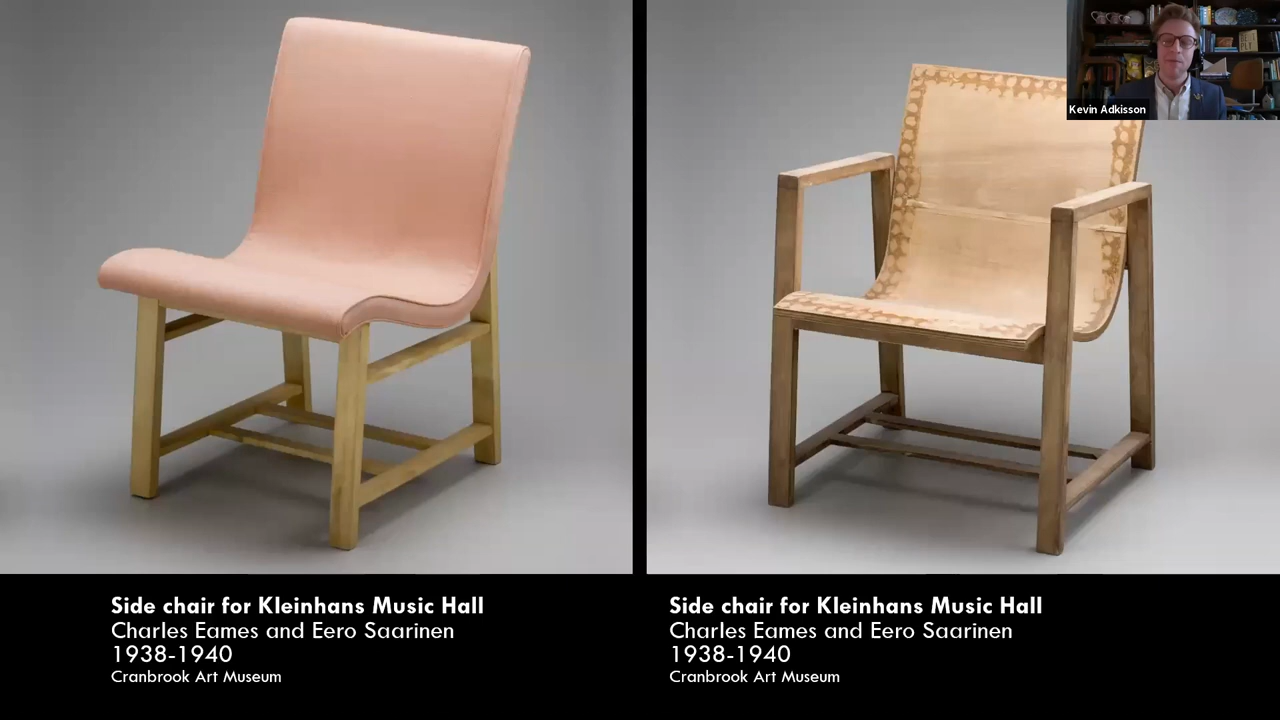 Kevin Adkisson
Side chair for Kleinhans Music Hall
Charles Eames and Eero Saarinen
1938-1940
Cranbrook Art Museum
Side chair for Kleinhans Music Hall
Charles Eames and Eero Saarinen
1938-1940
Cranbrook Art Museum